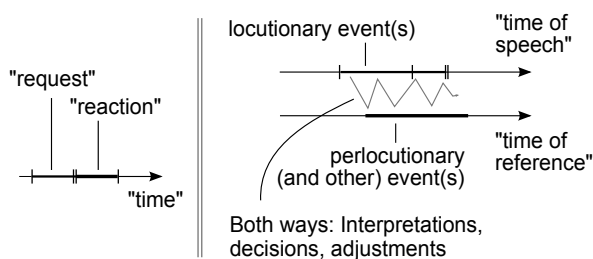 "request"
"reaction"
"time"
locutionary event(s)
"time of
speech"
perlocutionary
(and other) event(s)
"time of
reference"
Both ways: Interpretations,
decisions, adjustments